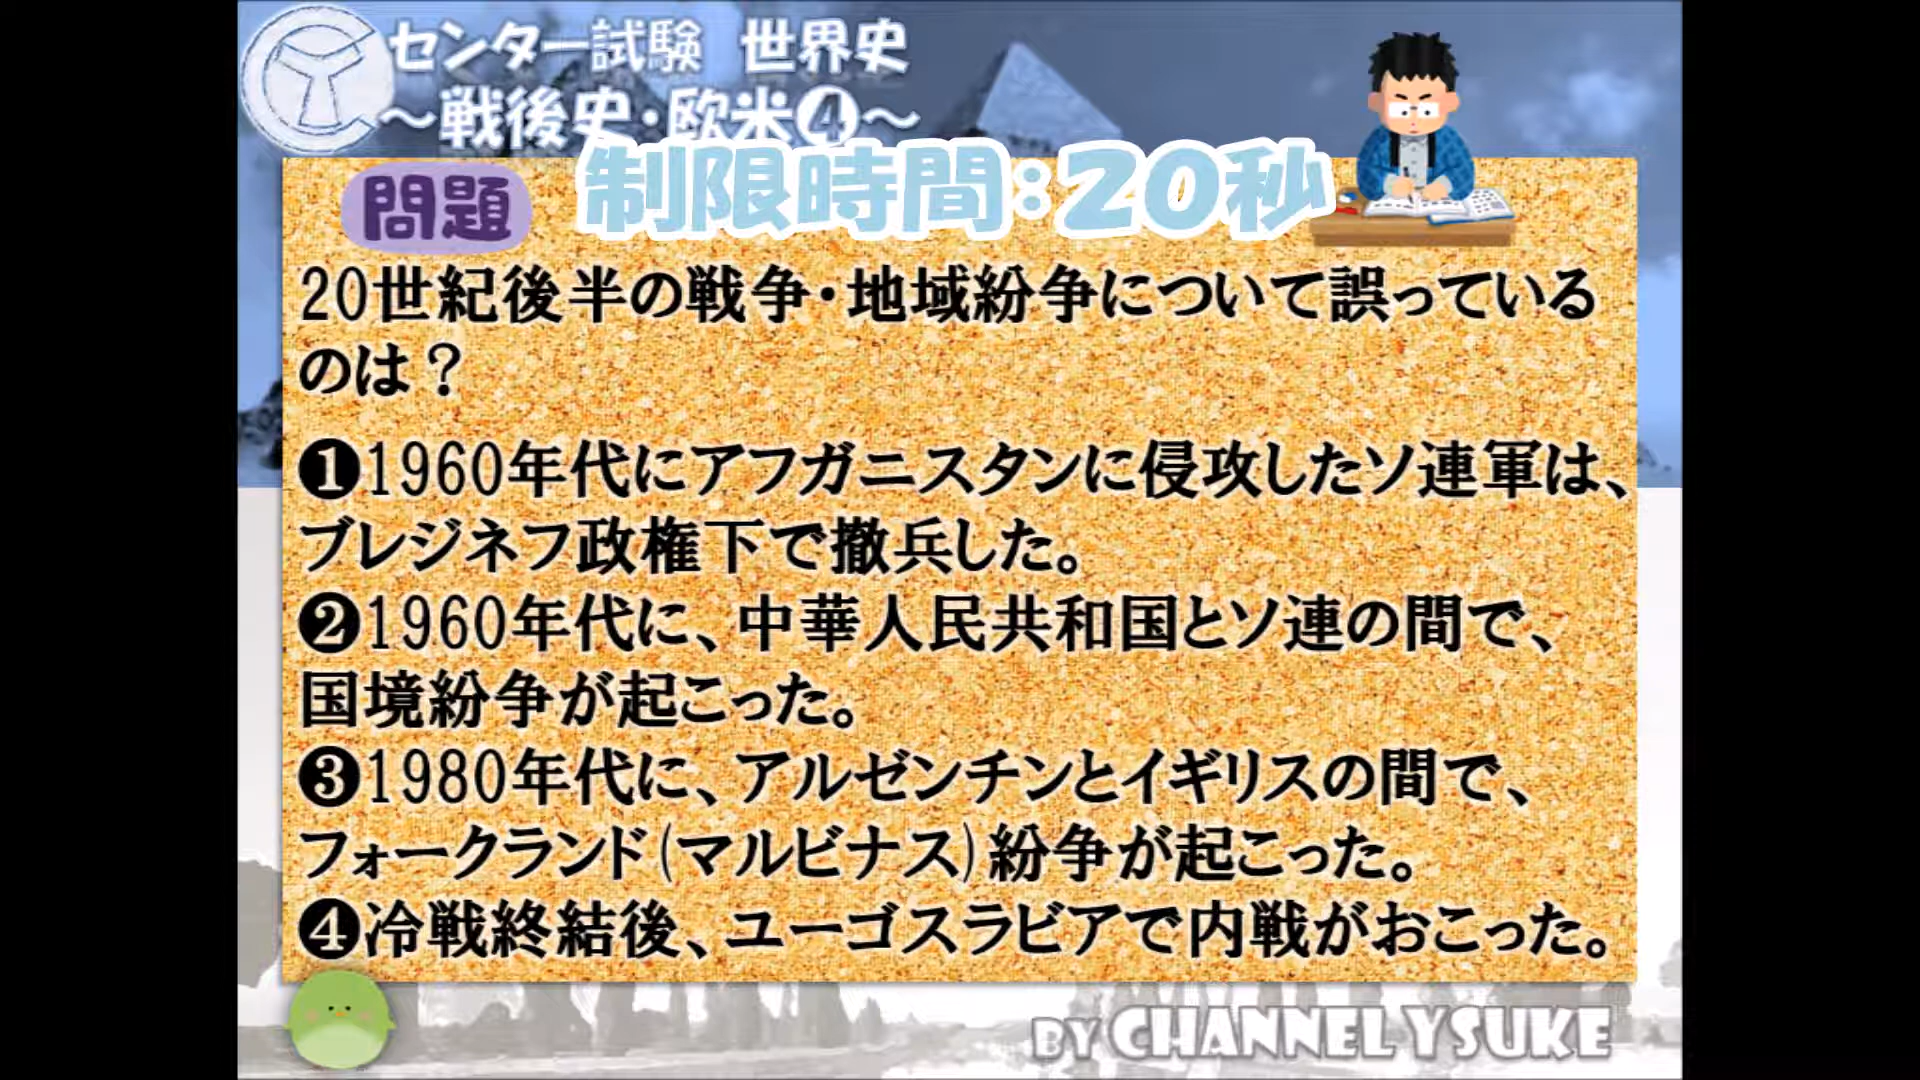 センター試験 世界史
～戦後史・欧米❹～
制限時間:20秒
問題
20世紀後半の戦争・地域紛争について誤っている
のは？
❶1960年代にアフガニスタンに侵攻したソ連軍は、
ブレジネフ政権下で撤兵した。
❷1960年代に、中華人民共和国とソ連の間で、
国境紛争が起こった。
❸1980年代に、アルゼンチンとイギリスの間で、
フォークランド(マルビナス)紛争が起こった。
❹冷戦終結後、ユーゴスラビアで内戦がおこった。
BY CHANNEL YSUKE